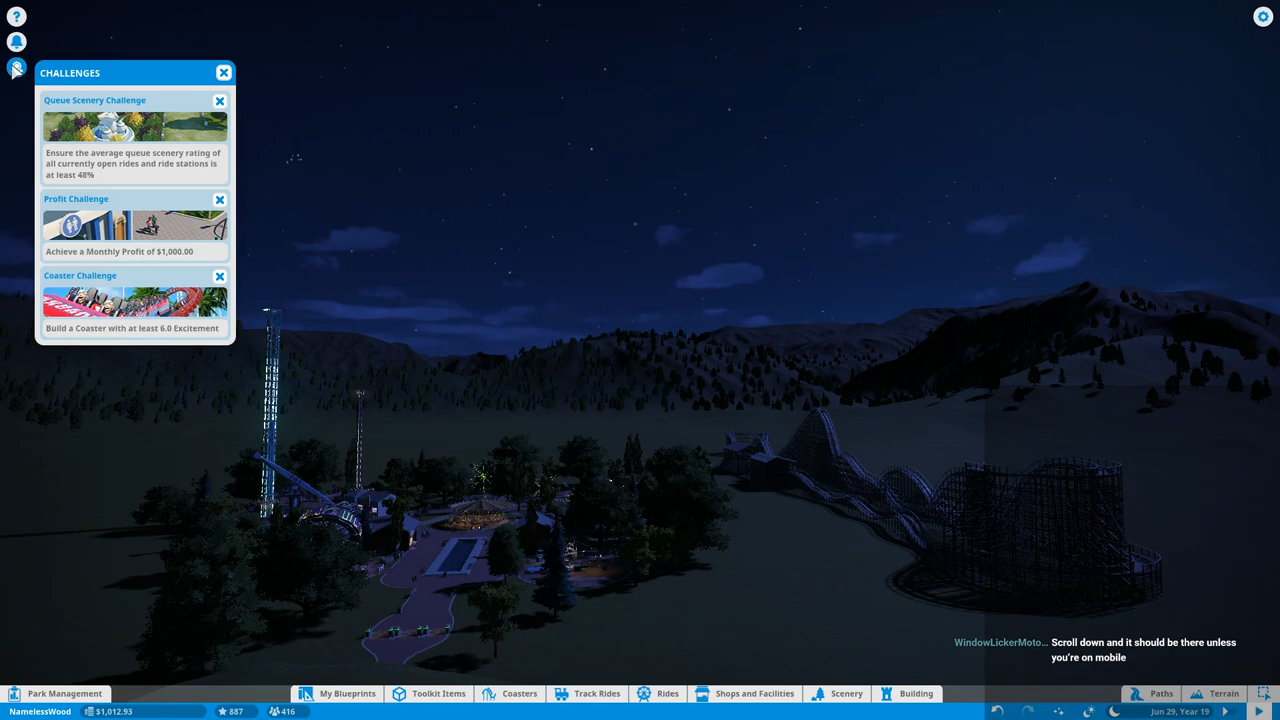 ?
CHALLENGES
Queue Scenery Challenge
Ensure the average queue scenery rating of
all currently open rides and ride stations is
at least 48%
Profit Challenge
Achieve a Monthly Profit of $1,000.00
Coaster Challenge
Build a Coaster with at least 6.0 Excitement
WindowLickerMoto... Scroll down and it should be there unless
you're on mobile
Park Management
My Blueprints
Toolkit Items
Coasters
Track Rides
Rides
Shops and Facilities
Scenery
Building
Paths
Terrain
NamelessWood
$1,012.93
887
416
Jun 29, Year 19